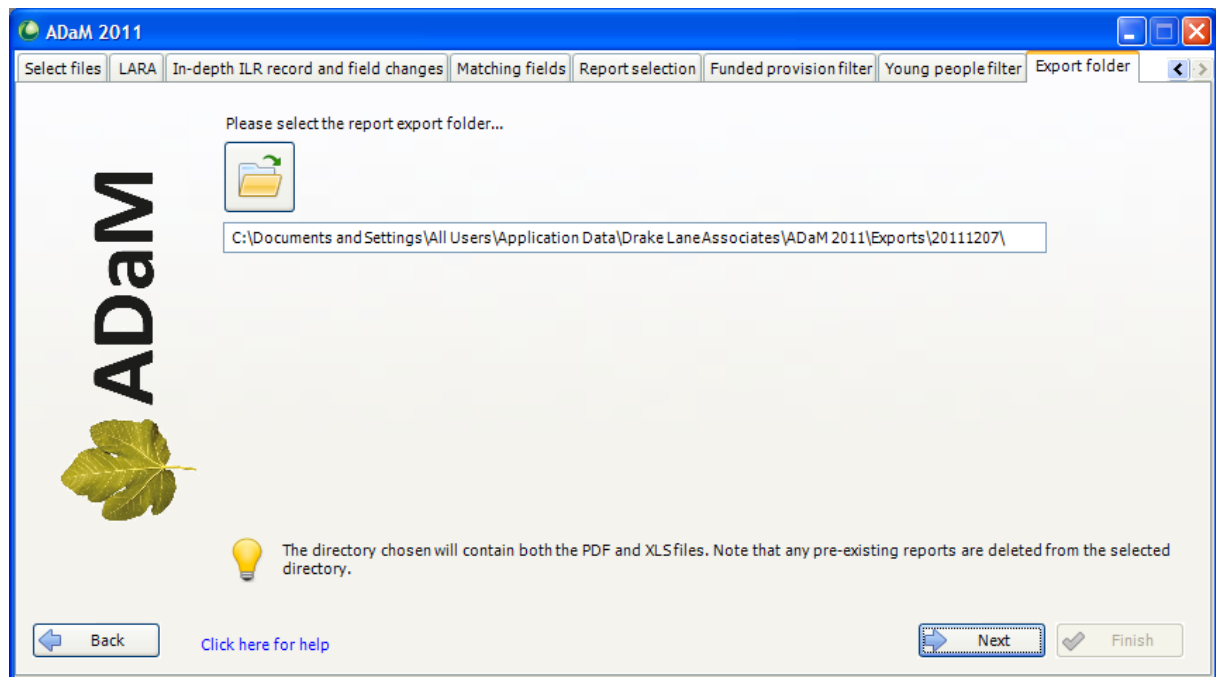 ADaM 2011
Select files LARA In-depth ILR record and field changes Matching fields Report selection Funded provision filter Young people filter Export folder
Please select the report export folder...
C:\Documents and Settings\All Users\Application Data\Drake Lane Associates\ADaM 2011\Exports\20111207\
ADaM
The directory chosen will contain both the PDF and XLS files. Note that any pre-existing reports are deleted from the selected
directory.
Back Click here for help Next Finish